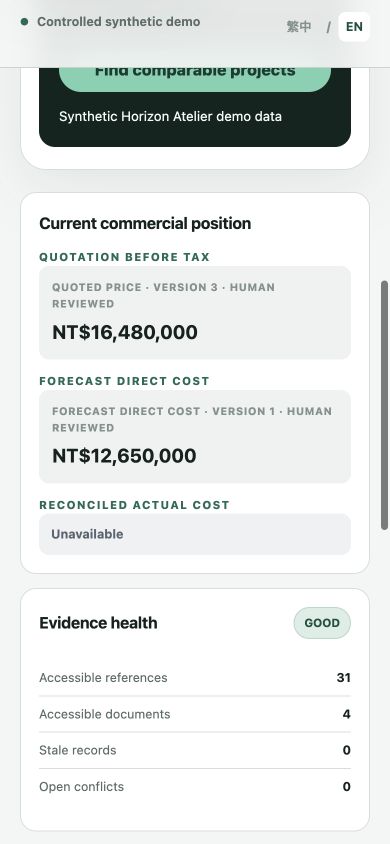 Controlled synthetic demo
繁中 / EN
Find comparable projects
Synthetic Horizon Atelier demo data
Current commercial position
QUOTATION BEFORE TAX
QUOTED PRICE · VERSION 3 · HUMAN
REVIEWED
NT$16,480,000
FORECAST DIRECT COST
FORECAST DIRECT COST · VERSION 1 · HUMAN
REVIEWED
NT$12,650,000
RECONCILED ACTUAL COST
Unavailable
Evidence health
GOOD
Accessible references 31
Accessible documents 4
Stale records 0
Open conflicts 0